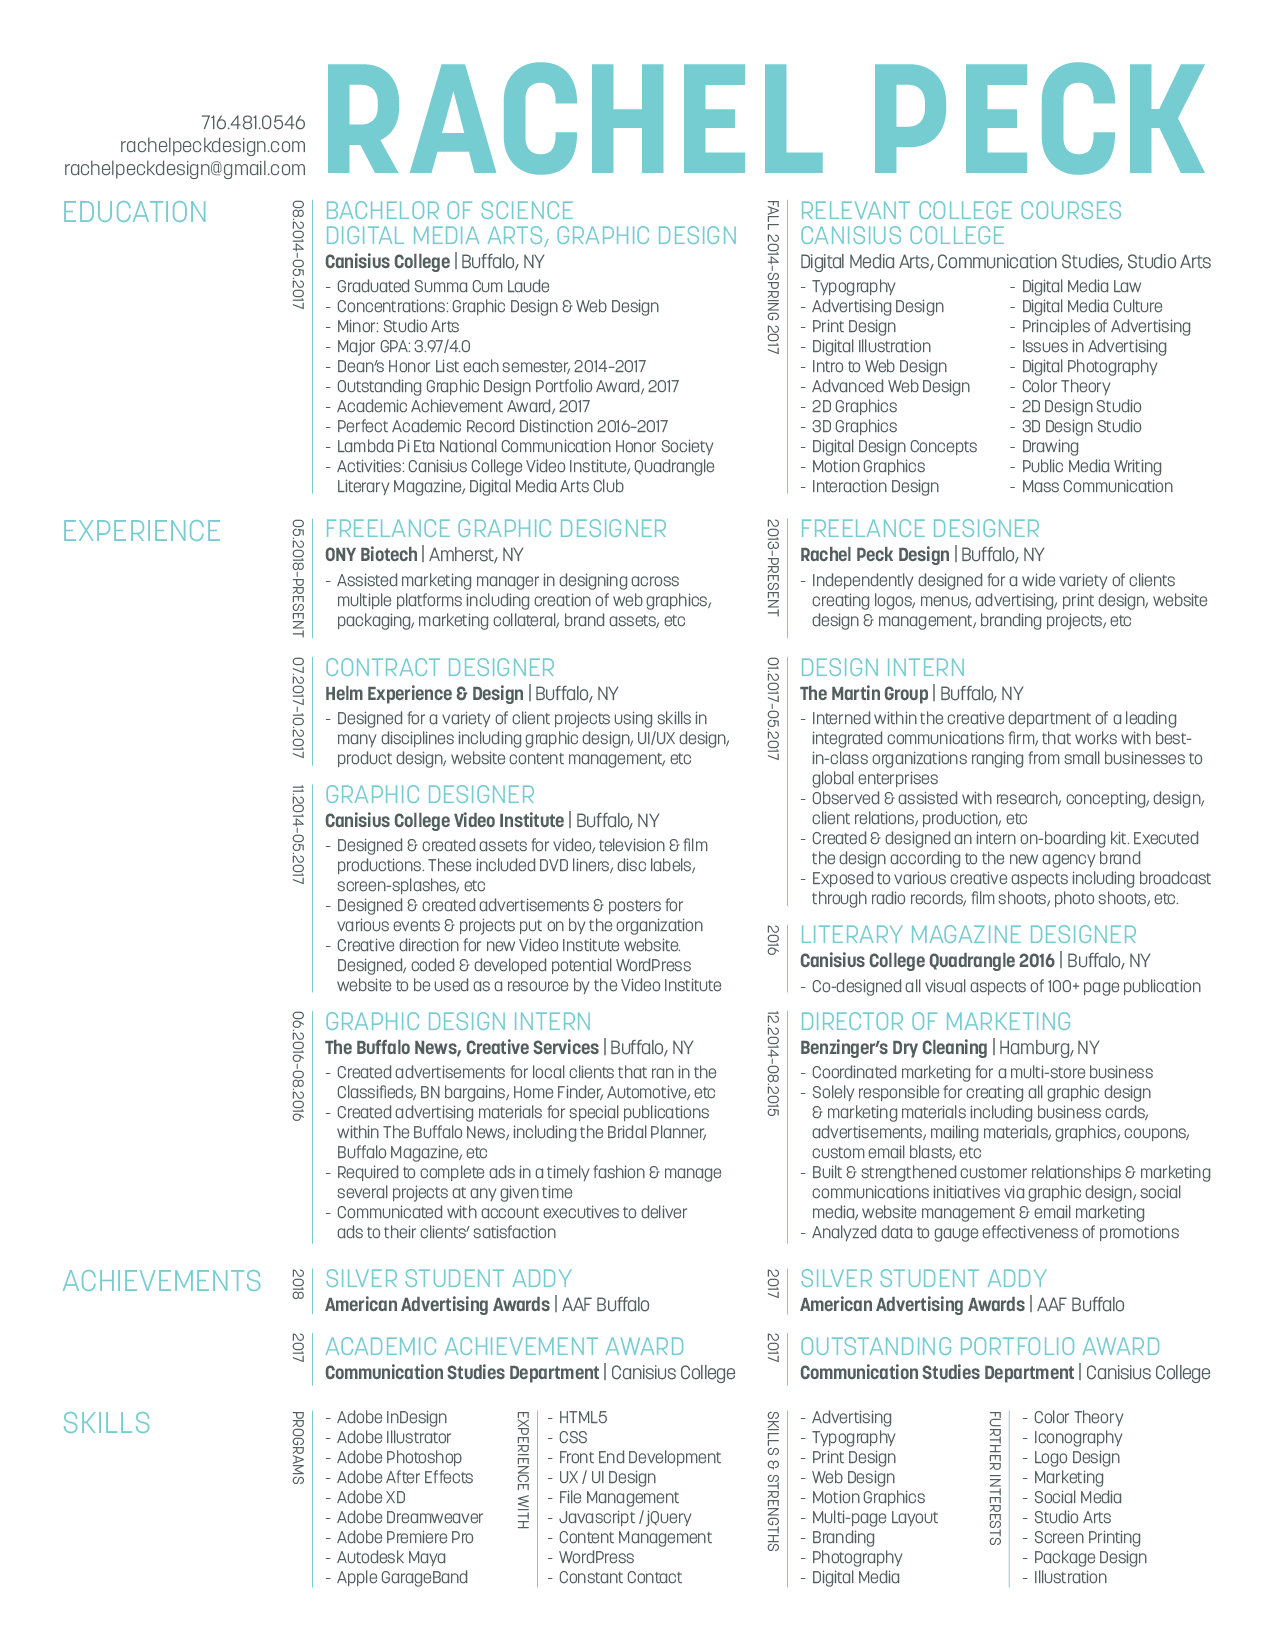 716.481.0546
rachelpeckdesign.com
rachelpeckdesign@gmail.com
RACHEL PECK
EDUCATION
08.2014-05.2017
BACHELOR OF SCIENCE
DIGITAL MEDIA ARTS, GRAPHIC DESIGN
Canisius College | Buffalo, NY
- Graduated Summa Cum Laude
- Concentrations: Graphic Design & Web Design
- Minor: Studio Arts
- Major GPA: 3.97/4.0
- Dean's Honor List each semester, 2014-2017
- Outstanding Graphic Design Portfolio Award, 2017
- Academic Achievement Award, 2017
- Perfect Academic Record Distinction 2016-2017
- Lambda Pi Eta National Communication Honor Society
- Activities: Canisius College Video Institute, Quadrangle
Literary Magazine, Digital Media Arts Club
FALL 2014-SPRING 2017
RELEVANT COLLEGE COURSES
CANISIUS COLLEGE
Digital Media Arts, Communication Studies, Studio Arts
- Typography
- Advertising Design
- Print Design
- Digital Illustration
- Intro to Web Design
- Advanced Web Design
- 2D Graphics
- 3D Graphics
- Digital Design Concepts
- Motion Graphics
- Interaction Design
- Digital Media Law
- Digital Media Culture
- Principles of Advertising
- Issues in Advertising
- Digital Photography
- Color Theory
- 2D Design Studio
- 3D Design Studio
- Drawing
- Public Media Writing
- Mass Communication
EXPERIENCE
05.2018-PRESENT
FREELANCE GRAPHIC DESIGNER
ONY Biotech | Amherst, NY
- Assisted marketing manager in designing across
multiple platforms including creation of web graphics,
packaging, marketing collateral, brand assets, etc
07.2017-10.2017
CONTRACT DESIGNER
Helm Experience & Design | Buffalo, NY
- Designed for a variety of client projects using skills in
many disciplines including graphic design, UI/UX design,
product design, website content management, etc
11.2014-05.2017
GRAPHIC DESIGNER
Canisius College Video Institute | Buffalo, NY
- Designed & created assets for video, television & film
productions. These included DVD liners, disc labels,
screen-splashes, etc
- Designed & created advertisements & posters for
various events & projects put on by the organization
- Creative direction for new Video Institute website.
Designed, coded & developed potential WordPress
website to be used as a resource by the Video Institute
06.2016-08.2016
GRAPHIC DESIGN INTERN
The Buffalo News, Creative Services | Buffalo, NY
- Created advertisements for local clients that ran in the
Classifieds, BN bargains, Home Finder, Automotive, etc
- Created advertising materials for special publications
within The Buffalo News, including the Bridal Planner,
Buffalo Magazine, etc
- Required to complete ads in a timely fashion & manage
several projects at any given time
- Communicated with account executives to deliver
ads to their clients' satisfaction
2013-PRESENT
FREELANCE DESIGNER
Rachel Peck Design | Buffalo, NY
- Independently designed for a wide variety of clients
creating logos, menus, advertising, print design, website
design & management, branding projects, etc
01.2017-05.2017
DESIGN INTERN
The Martin Group | Buffalo, NY
- Interned within the creative department of a leading
integrated communications firm, that works with best-
in-class organizations ranging from small businesses to
global enterprises
- Observed & assisted with research, concepting, design,
client relations, production, etc
- Created & designed an intern on-boarding kit. Executed
the design according to the new agency brand
- Exposed to various creative aspects including broadcast
through radio records, film shoots, photo shoots, etc.
2016
LITERARY MAGAZINE DESIGNER
Canisius College Quadrangle 2016 | Buffalo, NY
- Co-designed all visual aspects of 100+ page publication
12.2014-08.2015
DIRECTOR OF MARKETING
Benzinger's Dry Cleaning | Hamburg, NY
- Coordinated marketing for a multi-store business
- Solely responsible for creating all graphic design
& marketing materials including business cards,
advertisements, mailing materials, graphics, coupons,
custom email blasts, etc
- Built & strengthened customer relationships & marketing
communications initiatives via graphic design, social
media, website management & email marketing
- Analyzed data to gauge effectiveness of promotions
ACHIEVEMENTS
2018
SILVER STUDENT ADDY
American Advertising Awards | AAF Buffalo
2017
SILVER STUDENT ADDY
American Advertising Awards | AAF Buffalo
2017
ACADEMIC ACHIEVEMENT AWARD
Communication Studies Department | Canisius College
2017
OUTSTANDING PORTFOLIO AWARD
Communication Studies Department | Canisius College
SKILLS
PROGRAMS
- Adobe InDesign
- Adobe Illustrator
- Adobe Photoshop
- Adobe After Effects
- Adobe XD
- Adobe Dreamweaver
- Adobe Premiere Pro
- Autodesk Maya
- Apple GarageBand
EXPERIENCE WITH
- HTML5
- CSS
- Front End Development
- UX / UI Design
- File Management
- Javascript / jQuery
- Content Management
- WordPress
- Constant Contact
SKILLS & STRENGTHS
- Advertising
- Typography
- Print Design
- Web Design
- Motion Graphics
- Multi-page Layout
- Branding
- Photography
- Digital Media
FURTHER INTERESTS
- Color Theory
- Iconography
- Logo Design
- Marketing
- Social Media
- Studio Arts
- Screen Printing
- Package Design
- Illustration